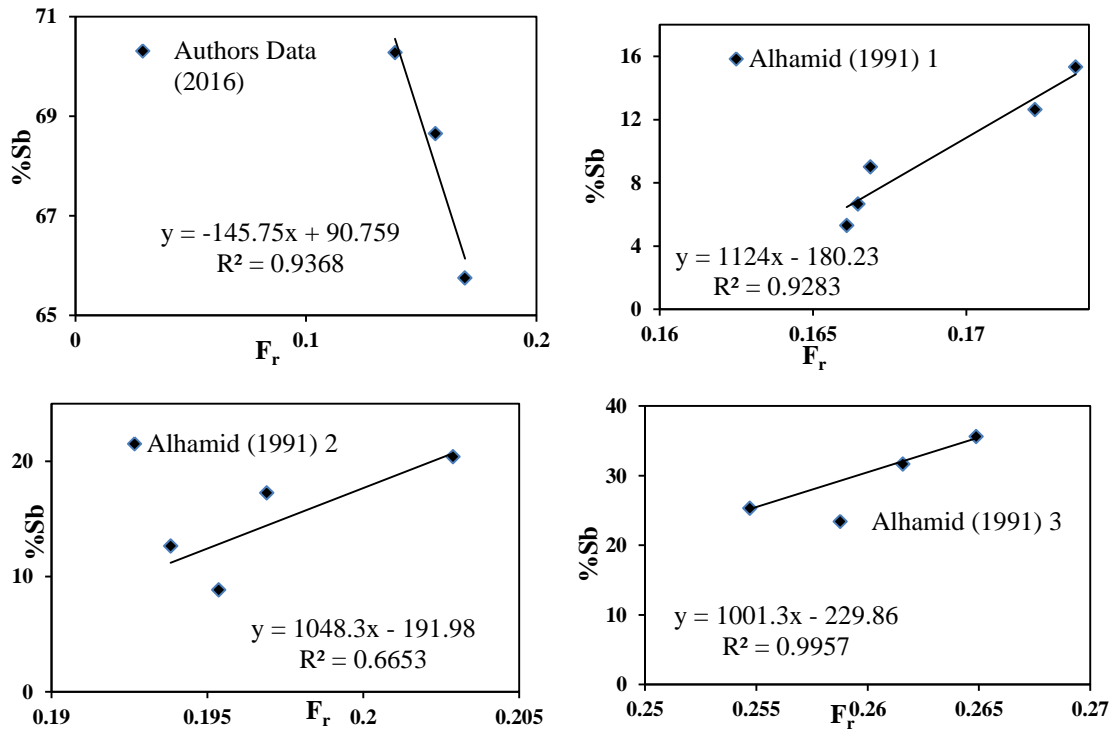 71
69
67
65
%Sb
Authors Data
(2016)
y = -145.75x + 90.759
R² = 0.9368
0
0.1
0.2
Fr
16
12
8
4
0
%Sb
Alhamid (1991) 1
y = 1124x - 180.23
R² = 0.9283
0.16
0.165
0.17
Fr
20
10
0
%Sb
Alhamid (1991) 2
y = 1048.3x - 191.98
R² = 0.6653
0.19
0.195
0.2
0.205
Fr
40
30
20
10
0
%Sb
Alhamid (1991) 3
y = 1001.3x - 229.86
R² = 0.9957
0.25
0.255
0.26
0.265
0.27
Fr